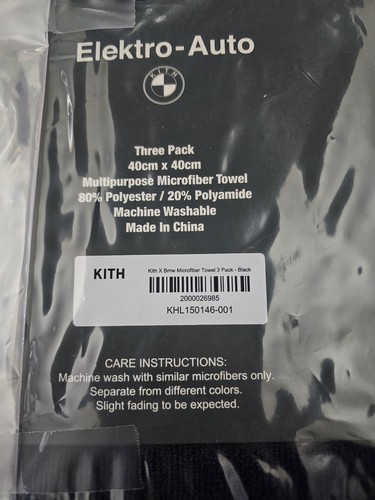 Elektro-Auto
KITH
Three Pack
40cm x 40cm
Multipurpose Microfiber Towel
80% Polyester / 20% Polyamide
Machine Washable
Made In China
KITH
Kith X Bmw Microfiber Towel 3 Pack - Black
2000026985
KHL150146-001
CARE INSTRUCTIONS:
Machine wash with similar microfibers only.
Separate from different colors.
Slight fading to be expected.